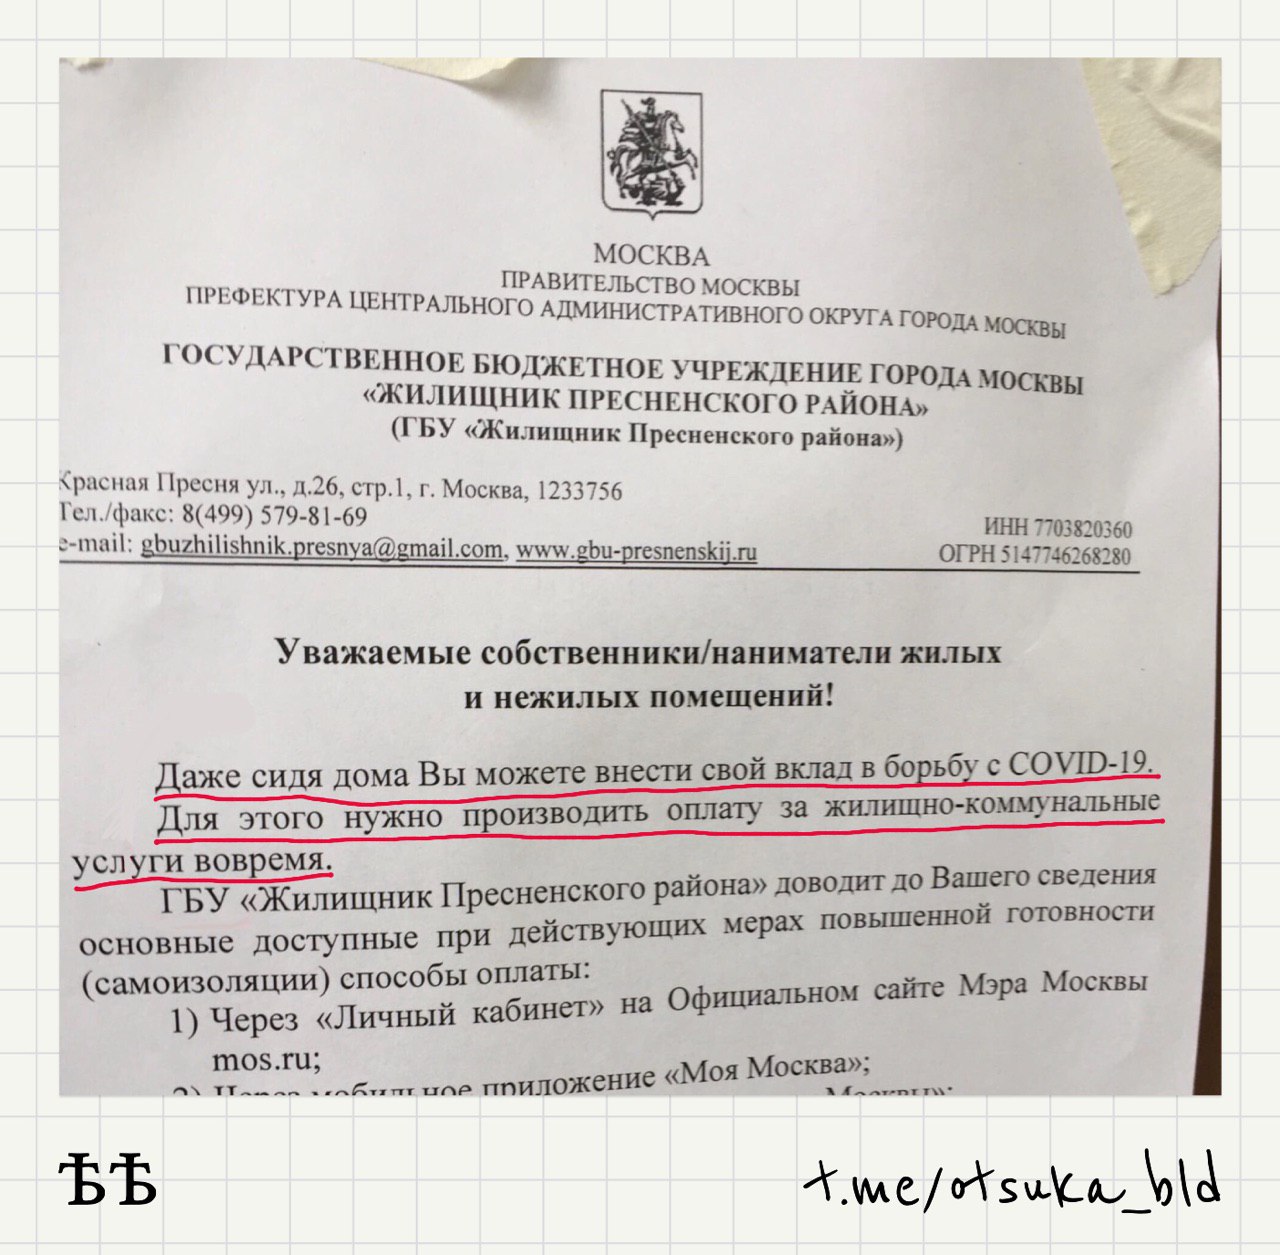 МОСКВА
ПРАВИТЕЛЬСТВО МОСКВЫ
ПРЕФЕКТУРА ЦЕНТРАЛЬНОГО АДМИНИСТРАТИВНОГО ОКРУГА ГОРОДА МОСКВЫ
ГОСУДАРСТВЕННОЕ БЮДЖЕТНОЕ УЧРЕЖДЕНИЕ ГОРОДА МОСКВЫ
«ЖИЛИЩНИК ПРЕСНЕНСКОГО РАЙОНА»
(ГБУ «Жилищник Пресненского района»)
Красная Пресня ул., д.26, стр.1, г. Москва, 1233756
Тел./факс: 8(499) 579-81-69
e-mail: gbuzhilishnik.presnya@gmail.com, www.gbu-presnenskij.ru
ИНН 7703820360
ОГРН 5147746268280
Уважаемые собственники/наниматели жилых
и нежилых помещений!
Даже сидя дома Вы можете внести свой вклад в борьбу с COVID-19.
Для этого нужно производить оплату за жилищно-коммунальные
услуги вовремя.
ГБУ «Жилищник Пресненского района» доводит до Вашего сведения
основные доступные при действующих мерах повышенной готовности
(самоизоляции) способы оплаты:
1) Через «Личный кабинет» на Официальном сайте Мэра Москвы
mos.ru;
2) Через мобильное приложение «Моя Москва»;
Москвы»;
ѢѢ
t.me/otsuka_bld